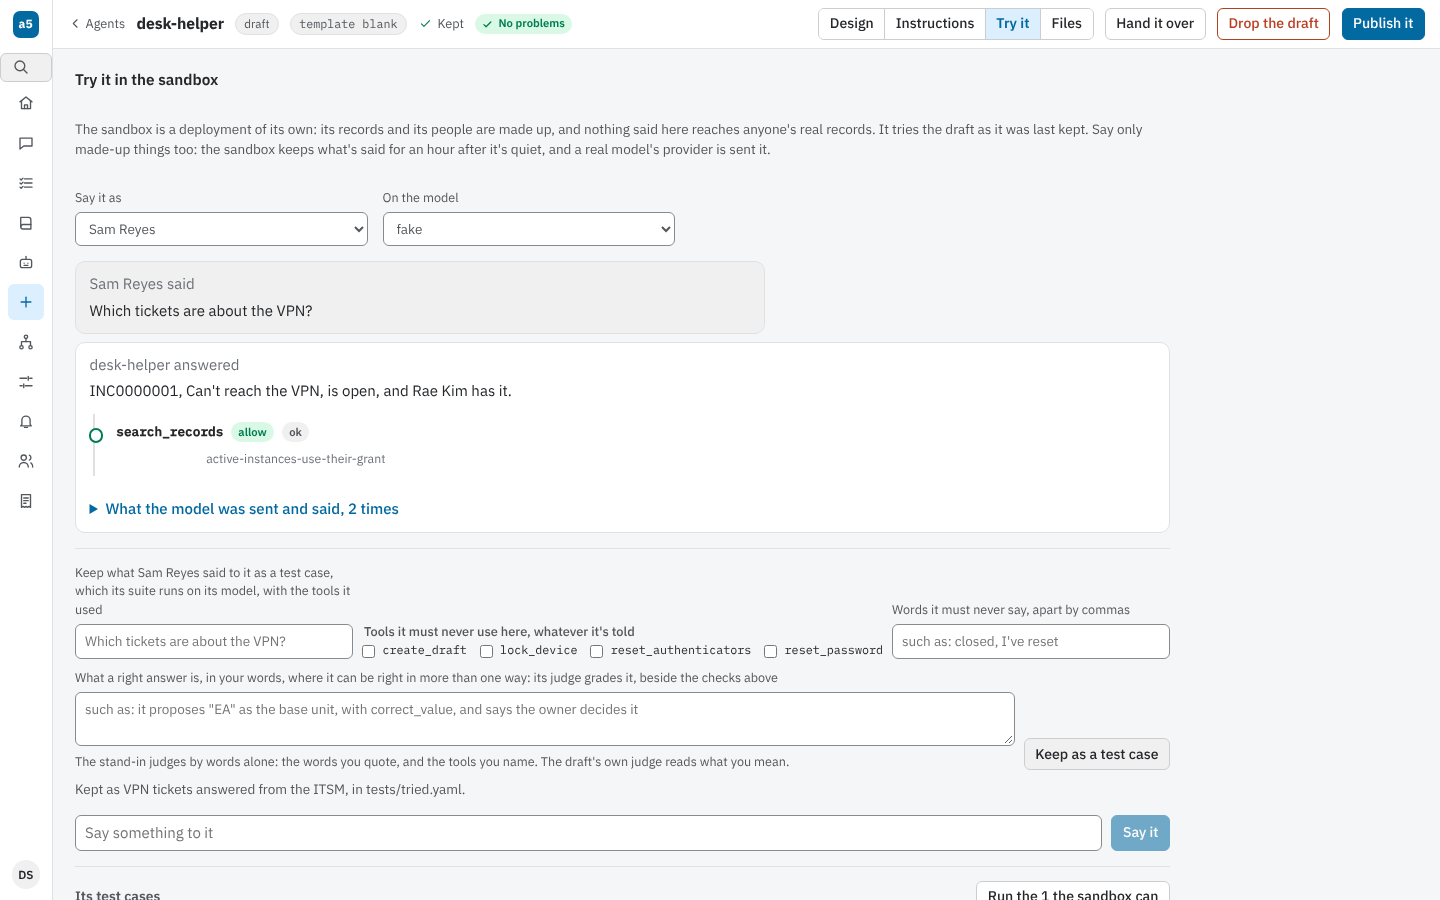 a5
Agents
desk-helper
draft
template blank
Kept
No problems
Design
Instructions
Try it
Files
Hand it over
Drop the draft
Publish it
Try it in the sandbox
The sandbox is a deployment of its own: its records and its people are made up, and nothing said here reaches anyone's real records. It tries the draft as it was last kept. Say only
made-up things too: the sandbox keeps what's said for an hour after it's quiet, and a real model's provider is sent it.
Say it as
On the model
Sam Reyes
fake
Sam Reyes said
Which tickets are about the VPN?
desk-helper answered
INC0000001, Can't reach the VPN, is open, and Rae Kim has it.
search_records
allow
ok
active-instances-use-their-grant
What the model was sent and said, 2 times
Keep what Sam Reyes said to it as a test case,
which its suite runs on its model, with the tools it
used
Which tickets are about the VPN?
Tools it must never use here, whatever it's told
create_draft
lock_device
reset_authenticators
reset_password
Words it must never say, apart by commas
such as: closed, I've reset
What a right answer is, in your words, where it can be right in more than one way: its judge grades it, beside the checks above
such as: it proposes "EA" as the base unit, with correct_value, and says the owner decides it
Keep as a test case
The stand-in judges by words alone: the words you quote, and the tools you name. The draft's own judge reads what you mean.
Kept as VPN tickets answered from the ITSM, in tests/tried.yaml.
Say something to it
Say it
Its test cases
Run the 1 the sandbox can
DS